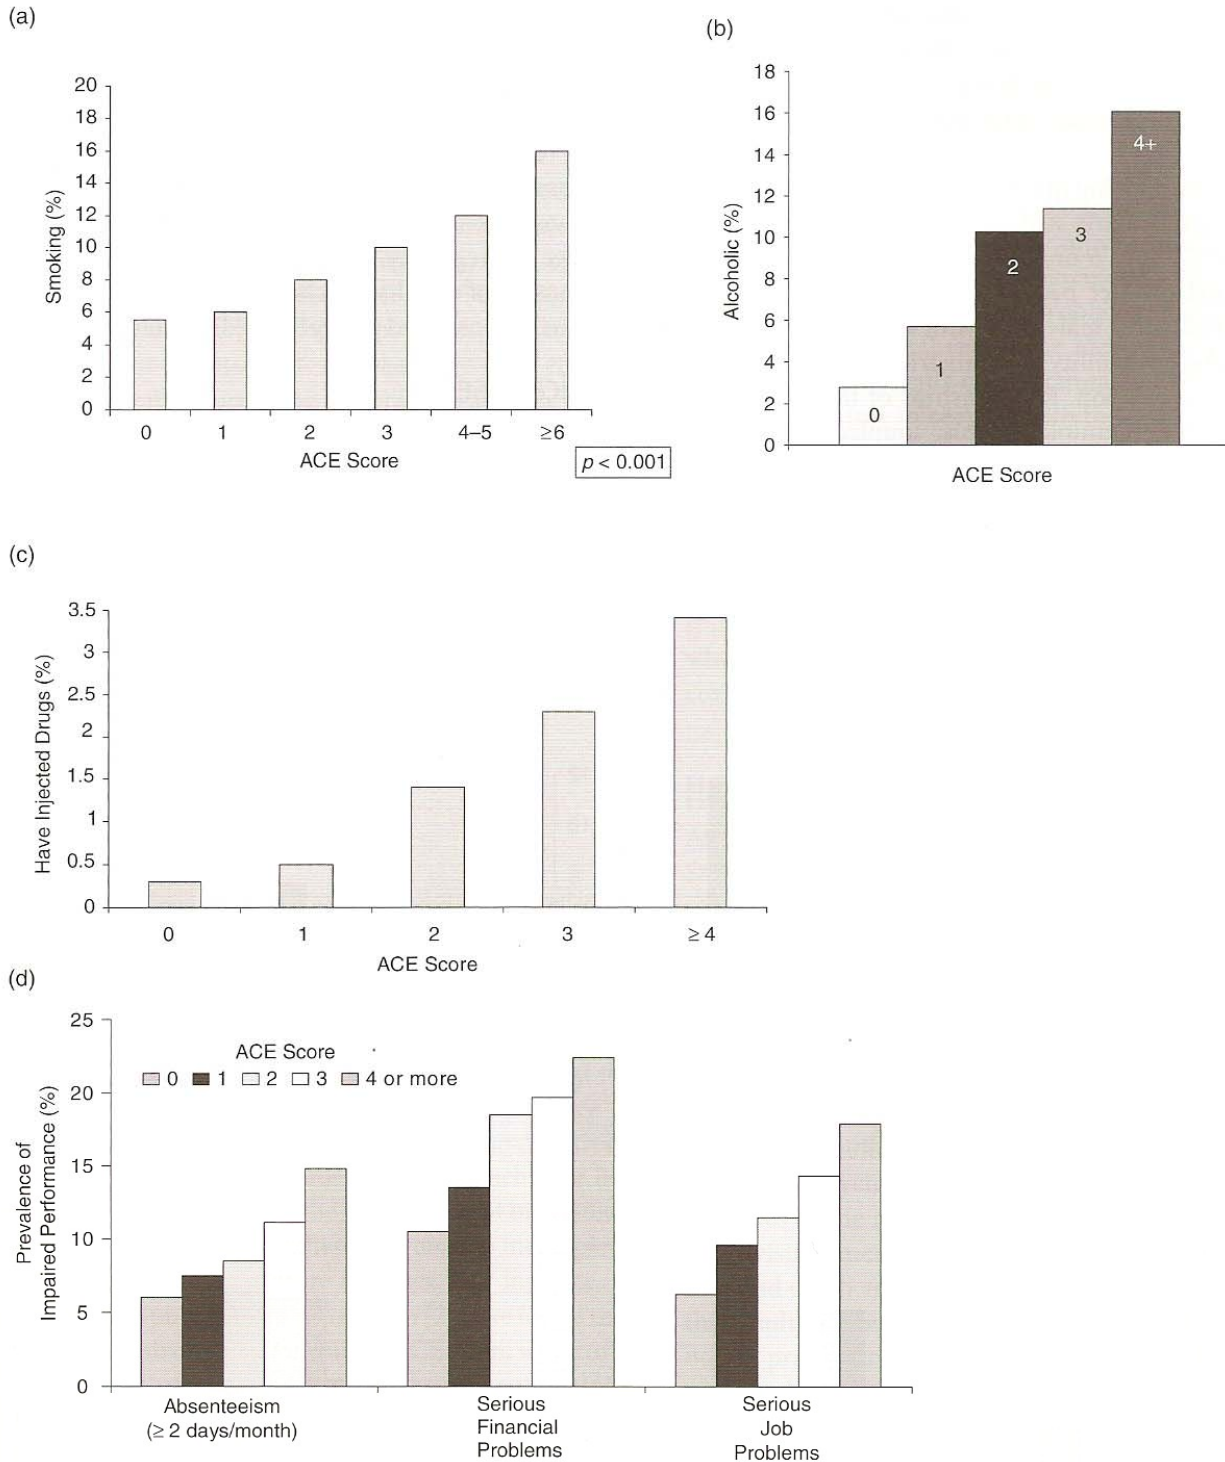 (a)
20
18
16
14
12
10
8
6
4
2
0
Smoking (%)
0 1 2 3 4–5 ≥6
ACE Score
p < 0.001
(b)
18
16
14
12
10
8
6
4
2
0
Alcoholic (%)
0
1
2
3
4+
ACE Score
(c)
3.5
3
2.5
2
1.5
1
0.5
0
Have Injected Drugs (%)
0 1 2 3 ≥ 4
ACE Score
(d)
25
20
15
10
5
0
Prevalence of
Impaired Performance (%)
ACE Score
0 1 2 3 4 or more
Absenteeism
(≥ 2 days/month)
Serious
Financial
Problems
Serious
Job
Problems